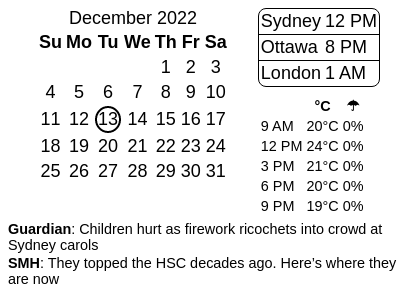 December 2022
Su Mo Tu We Th Fr Sa
1 2 3
4 5 6 7 8 9 10
11 12 13 14 15 16 17
18 19 20 21 22 23 24
25 26 27 28 29 30 31
Sydney 12 PM
Ottawa 8 PM
London 1 AM
°C ☂
9 AM 20°C 0%
12 PM 24°C 0%
3 PM 21°C 0%
6 PM 20°C 0%
9 PM 19°C 0%
Guardian: Children hurt as firework ricochets into crowd at
Sydney carols
SMH: They topped the HSC decades ago. Here's where they
are now